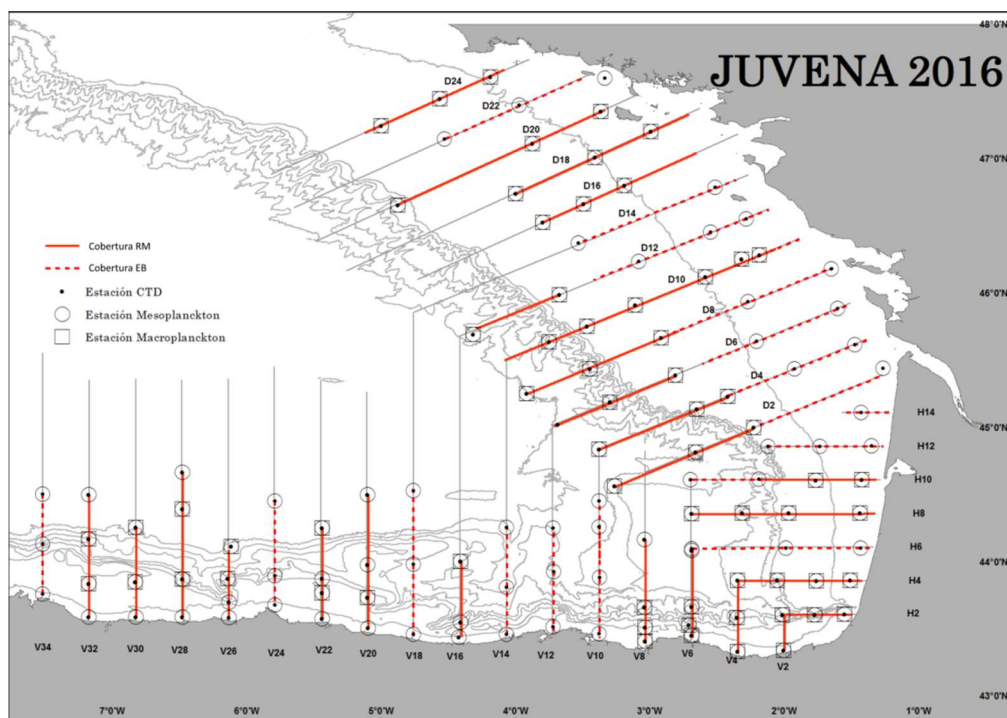 48°0'N
JUVENA 2016
D24
D22
D20
47°0'N
D18
D16
D14
Cobertura RM
D12
Cobertura EB
D10
46°0'N
Estación CTD
Estación Mesoplanckton
D8
Estación Macroplanckton
D6
D4
D2
H14
45°0'N
H12
H10
H8
H6
44°0'N
H4
H2
V34 V32 V30 V28 V26 V24 V22 V20 V18 V16 V14 V12 V10 V8 V6 V4 V2
43°0'N
7°0'W 6°0'W 5°0'W 4°0'W 3°0'W 2°0'W 1°0'W